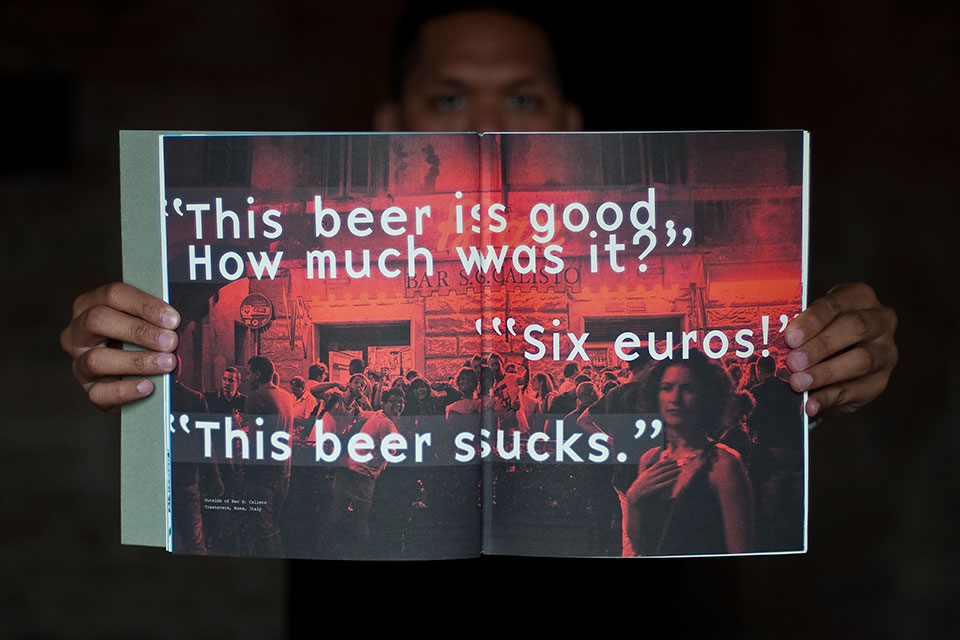 “This beer is good,
How much was it?”
‘“Six euros!”
“This beer sucks.”
BAR S. CALISTO
Outside of Bar S. Calisto
Trastevere, Roma, Italy